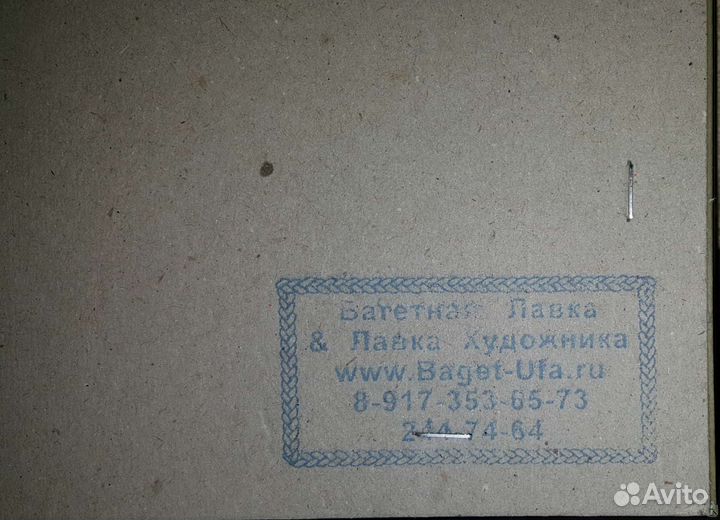 Багетная Лавка
& Лавка Художника
www.Baget-Ufa.ru
8-917-353-65-73
244-74-64
Avito